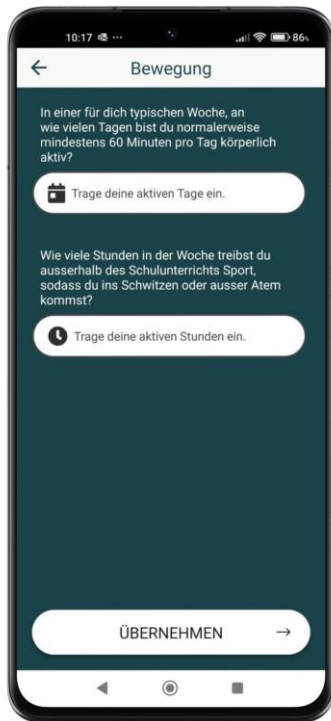 10:17 ···
86%
Bewegung
In einer für dich typischen Woche, an
wie vielen Tagen bist du normalerweise
mindestens 60 Minuten pro Tag körperlich
aktiv?
Trage deine aktiven Tage ein.
Wie viele Stunden in der Woche treibst du
ausserhalb des Schulunterrichts Sport,
sodass du ins Schwitzen oder ausser Atem
kommst?
Trage deine aktiven Stunden ein.
ÜBERNEHMEN →